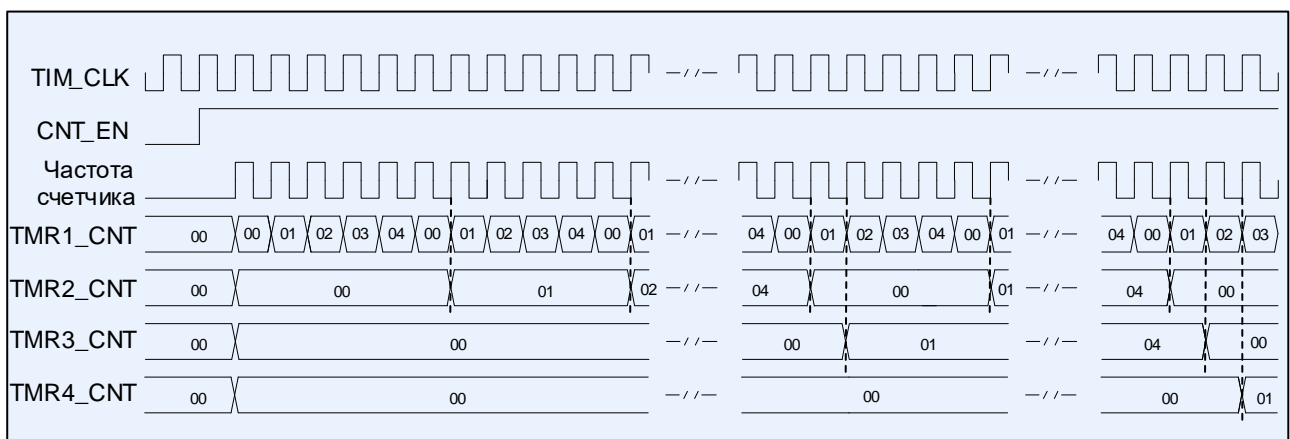 TIM_CLK
CNT_EN
Частота
счетчика
TMR1_CNT 00 00 01 02 03 04 00 01 02 03 04 00 01 04 00 01 02 03 04 00 01 04 00 01 02 03
TMR2_CNT 00 00 01 02 04 00 01 04 00
TMR3_CNT 00 00 00 01 04 00
TMR4_CNT 00 00 00 00 01